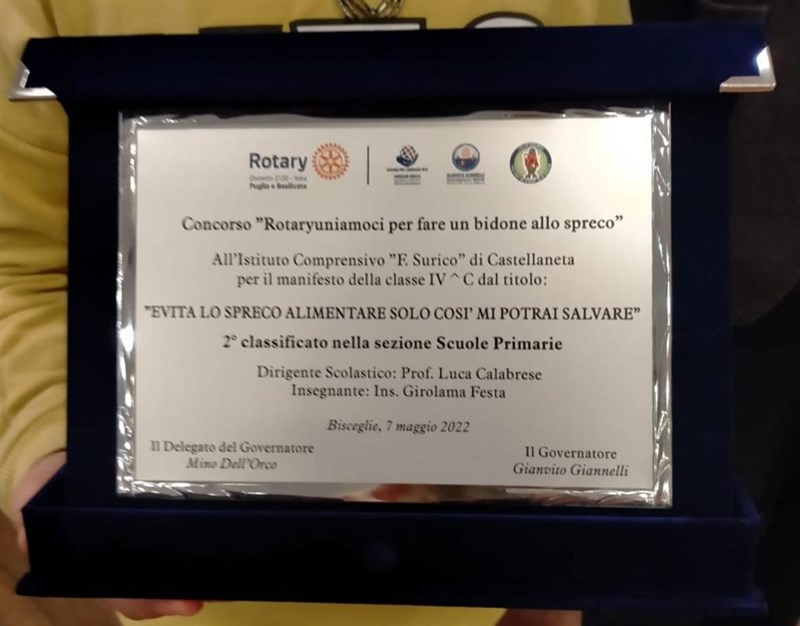 Rotary
Distretto 2120 - Italia
Puglia e Basilicata
Concorso "Rotaryuniamoci per fare un bidone allo spreco"
All'Istituto Comprensivo "F. Surico" di Castellaneta
per il manifesto della classe IV ^ C dal titolo:
"EVITA LO SPRECO ALIMENTARE SOLO COSI' MI POTRAI SALVARE"
2° classificato nella sezione Scuole Primarie
Dirigente Scolastico: Prof. Luca Calabrese
Insegnante: Ins. Girolama Festa
Bisceglie, 7 maggio 2022
Il Delegato del Governatore
Mino Dell'Orco
Il Governatore
Gianvito Giannelli